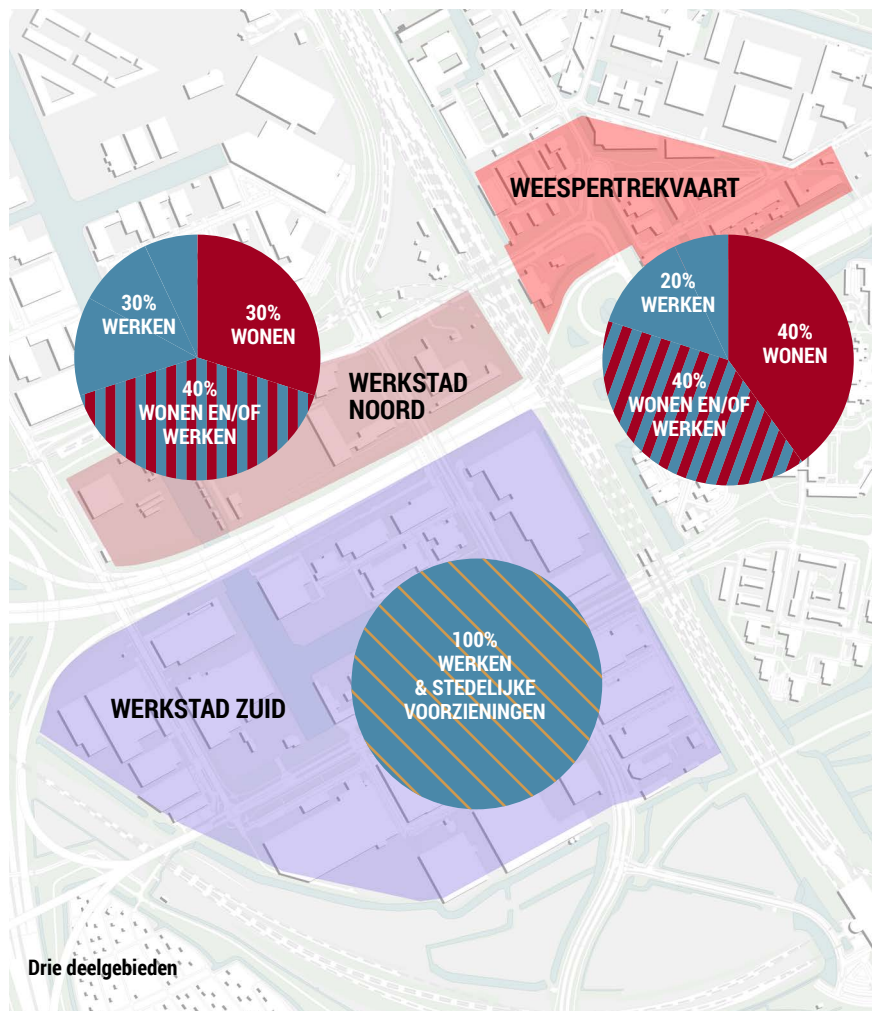 WEESPERTREKVAART
30%
WERKEN
30%
WONEN
40%
WONEN EN/OF
WERKEN
20%
WERKEN
40%
WONEN
40%
WONEN EN/OF
WERKEN
WERKSTAD
NOORD
100%
WERKEN
& STEDELIJKE
VOORZIENINGEN
WERKSTAD ZUID
Drie deelgebieden